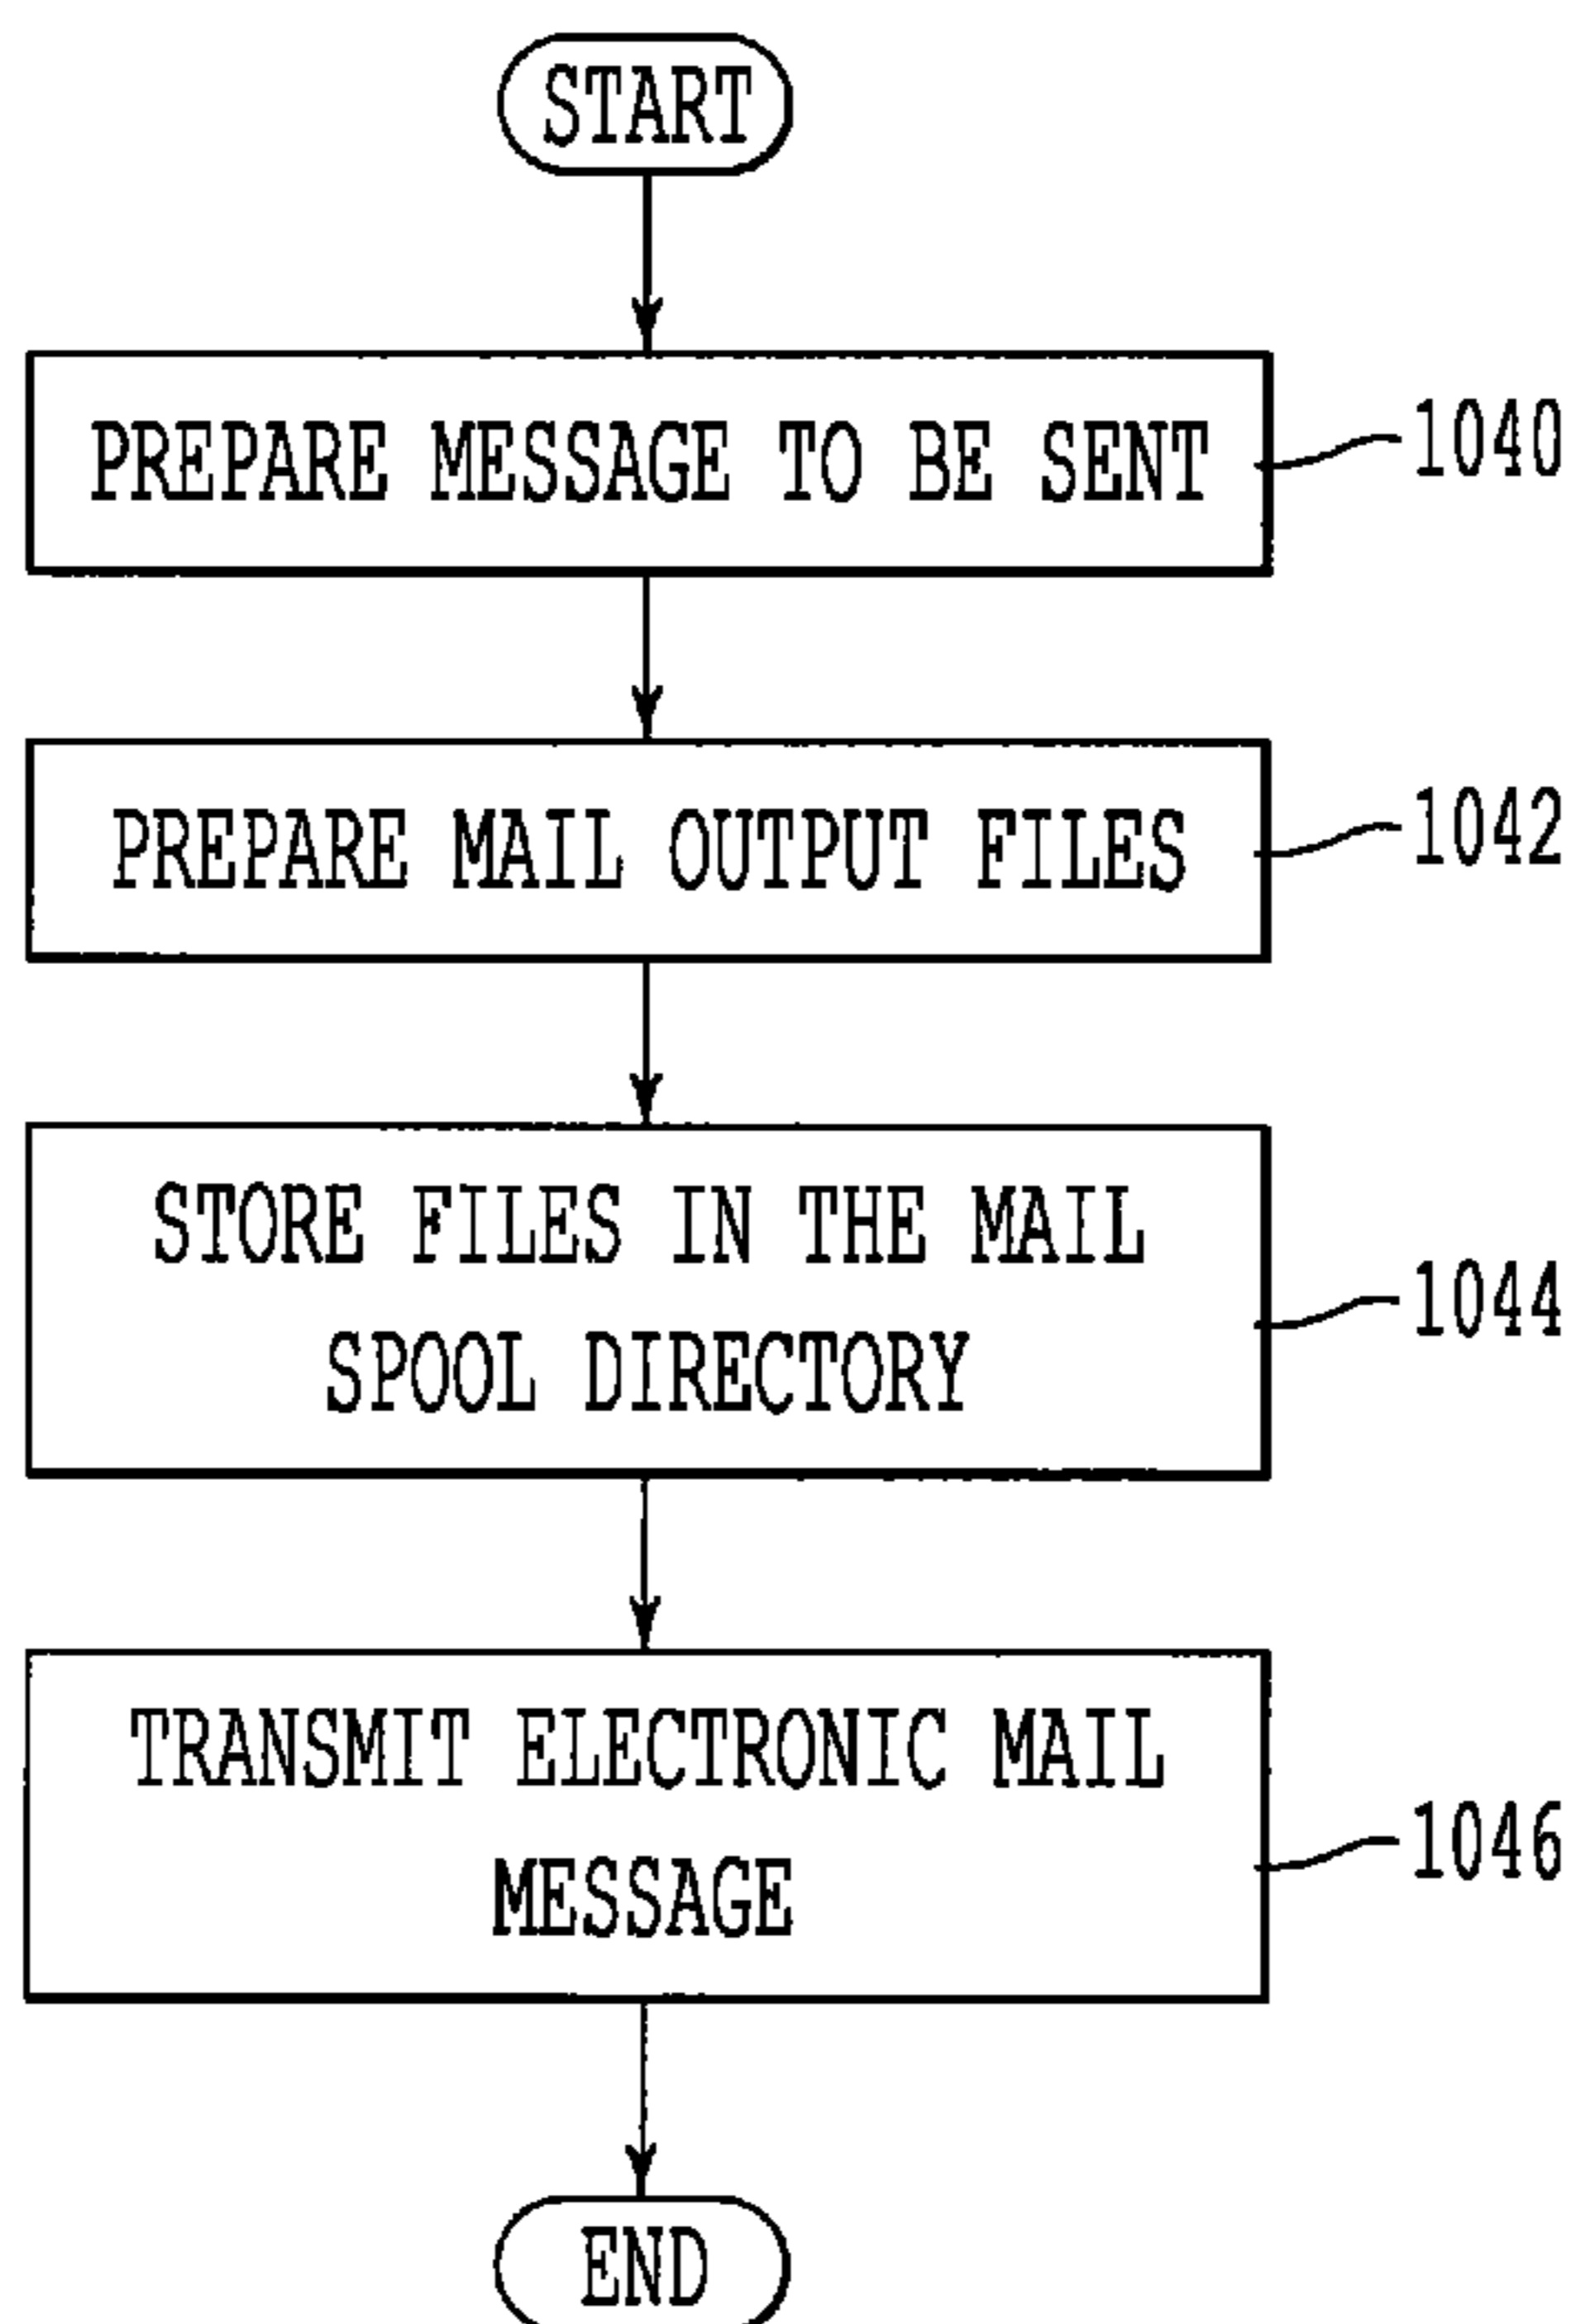 START
PREPARE MESSAGE TO BE SENT
1040
PREPARE MAIL OUTPUT FILES
1042
STORE FILES IN THE MAIL
SPOOL DIRECTORY
1044
TRANSMIT ELECTRONIC MAIL
MESSAGE
1046
END